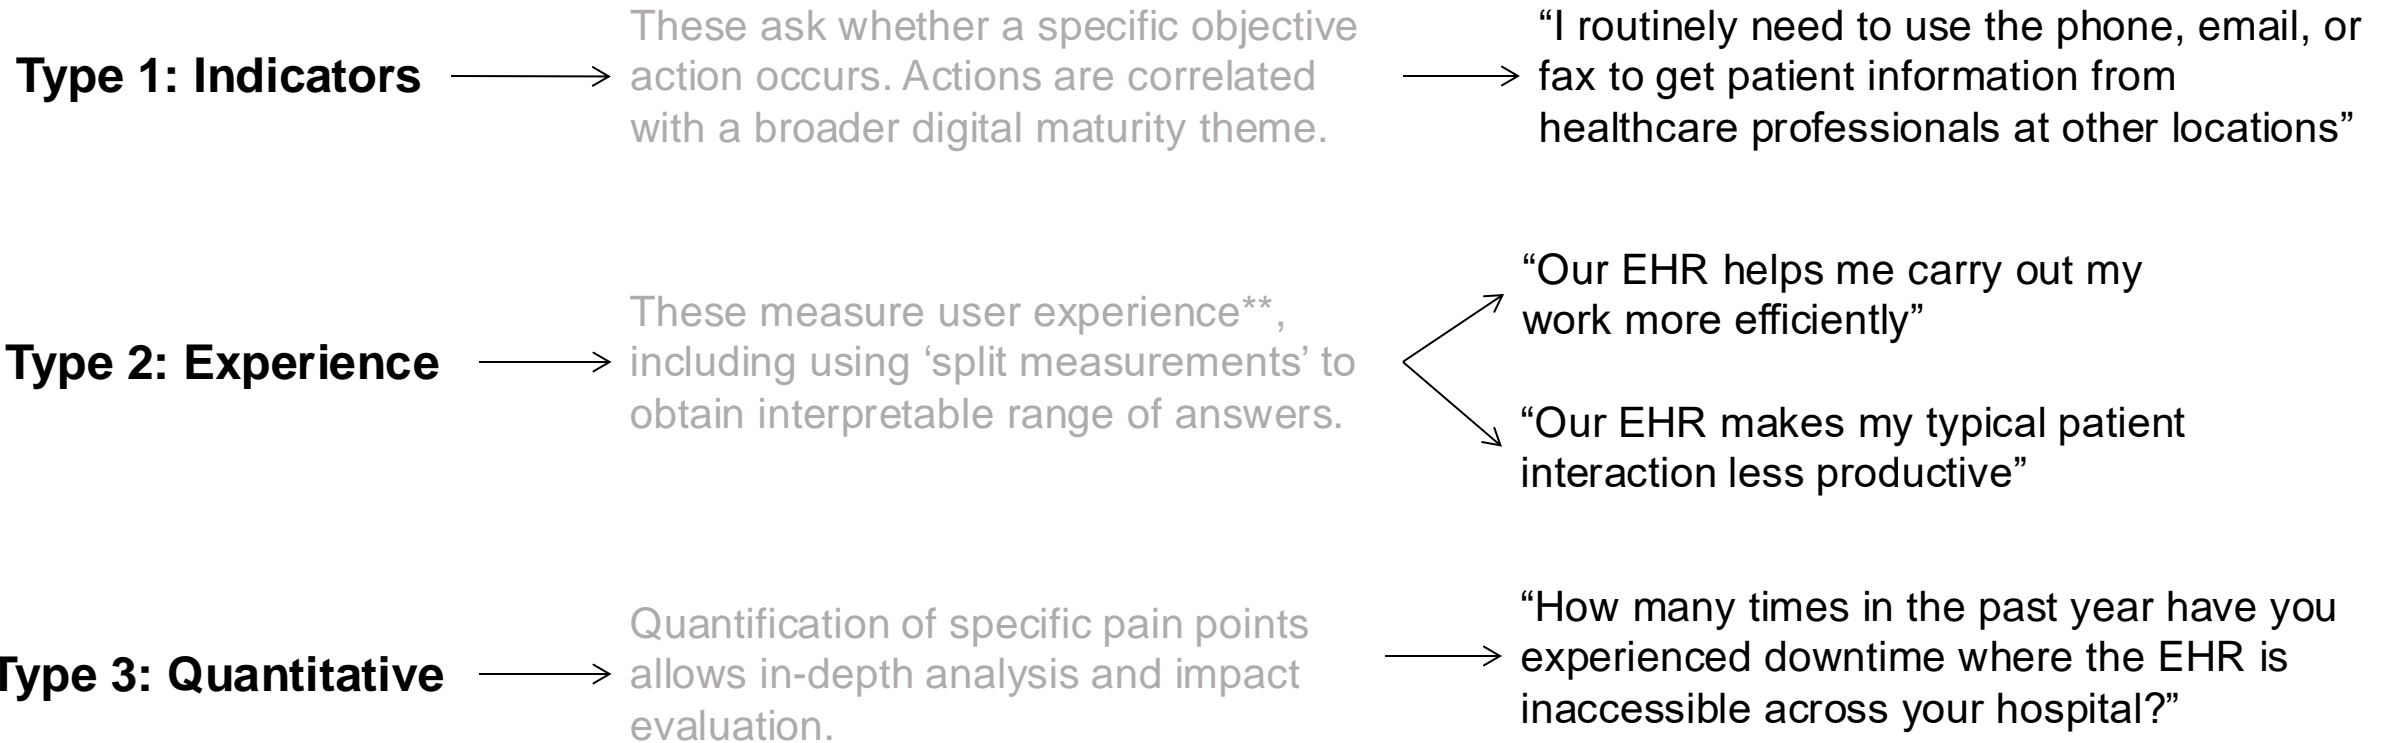 Type 1: Indicators
These ask whether a specific objective
action occurs. Actions are correlated
with a broader digital maturity theme.
“I routinely need to use the phone, email, or
fax to get patient information from
healthcare professionals at other locations”
Type 2: Experience
These measure user experience**,
including using ‘split measurements’ to
obtain interpretable range of answers.
“Our EHR helps me carry out my
work more efficiently”
“Our EHR makes my typical patient
interaction less productive”
Type 3: Quantitative
Quantification of specific pain points
allows in-depth analysis and impact
evaluation.
“How many times in the past year have you
experienced downtime where the EHR is
inaccessible across your hospital?”